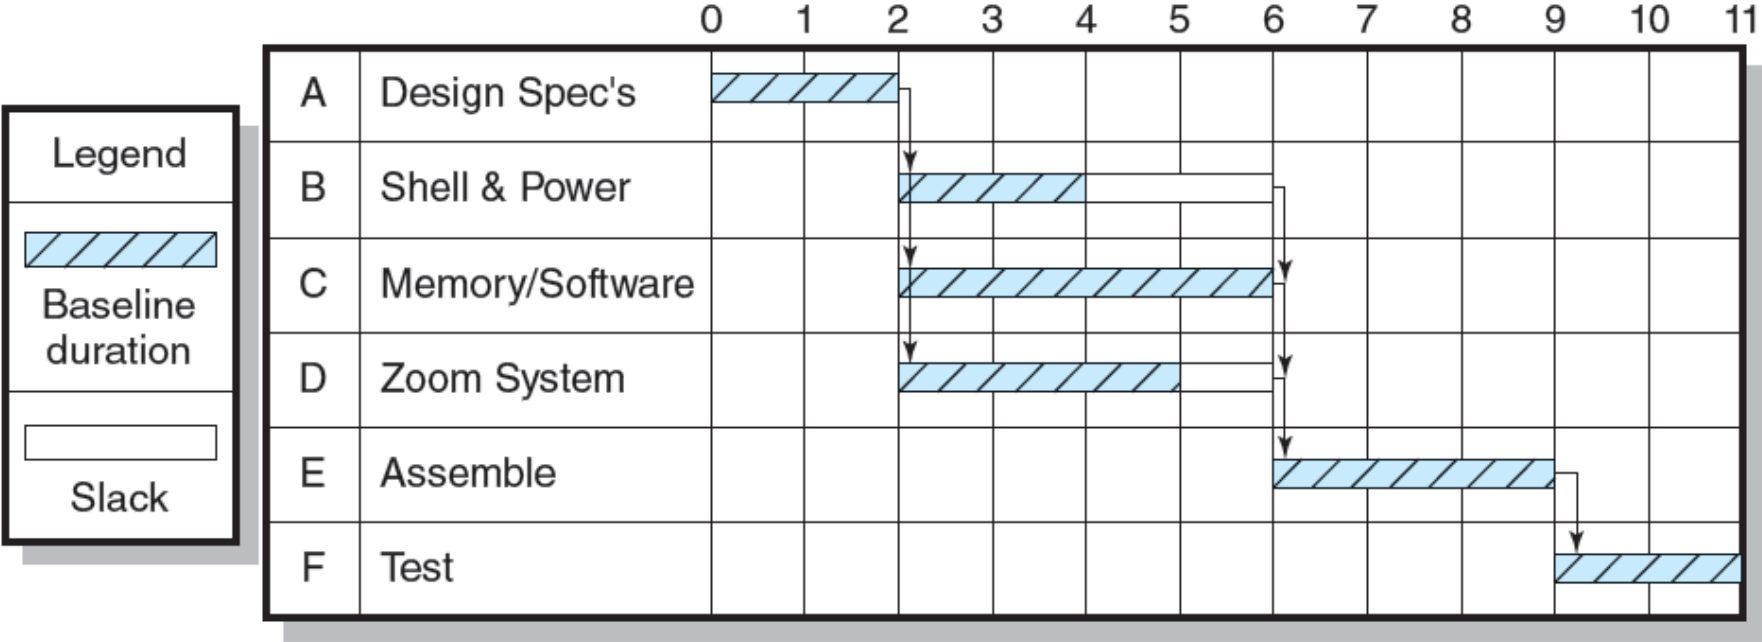 0 1 2 3 4 5 6 7 8 9 10 11
Legend
Baseline
duration
Slack
A Design Spec's
B Shell & Power
C Memory/Software
D Zoom System
E Assemble
F Test